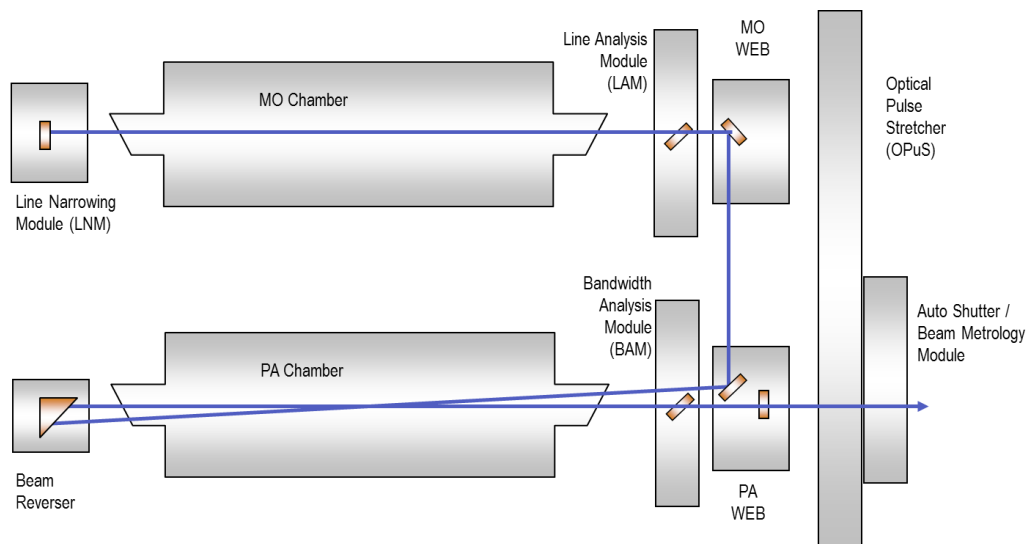 MO
WEB
Line Analysis
Module
(LAM)
Optical
Pulse
Stretcher
(OPuS)
MO Chamber
Line Narrowing
Module (LNM)
Bandwidth
Analysis
Module
(BAM)
Auto Shutter /
Beam Metrology
Module
PA Chamber
Beam
Reverser
PA
WEB